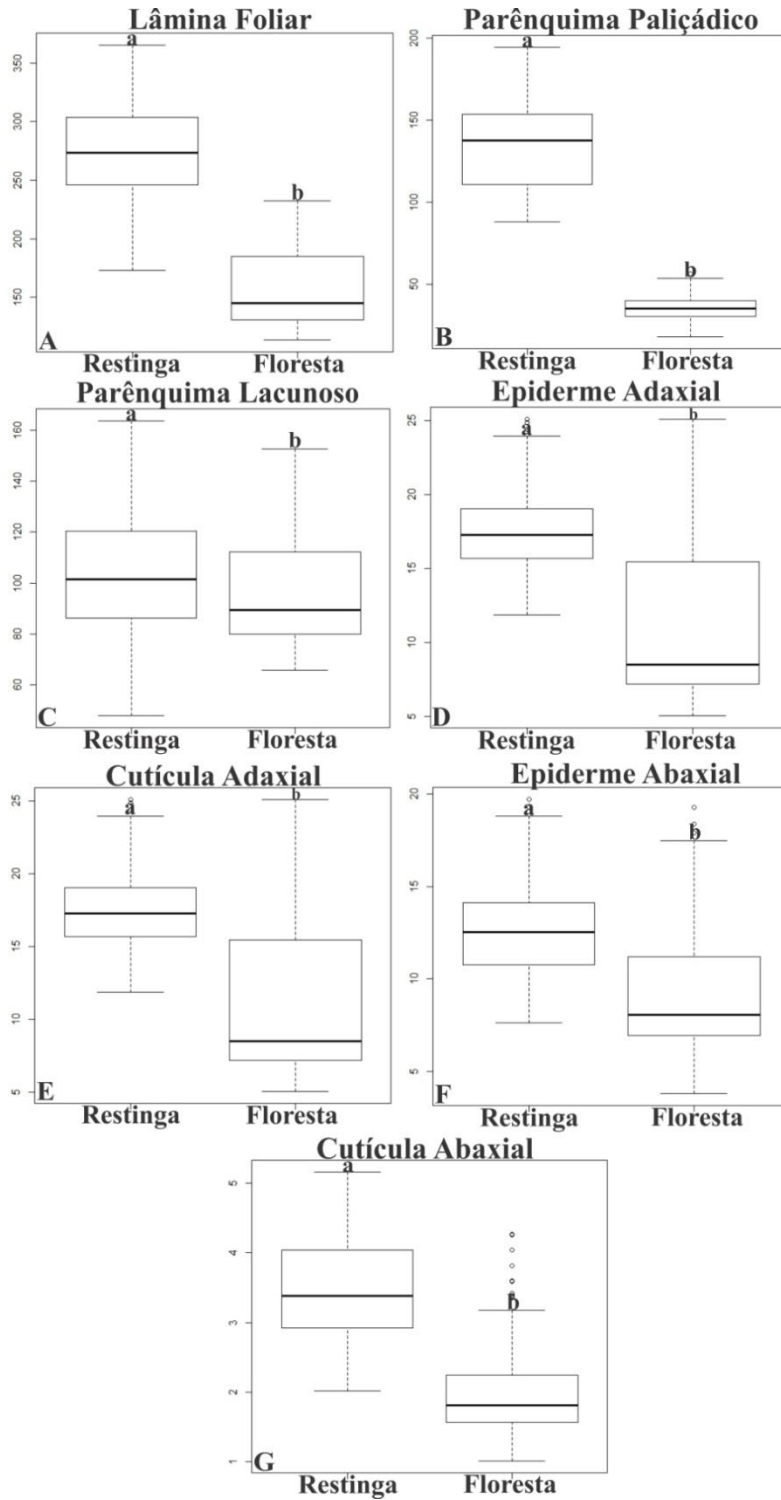 Lâmina Foliar
350
300
250
200
150
a
b
A
Restinga Floresta
Parênquima Paliçádico
200
150
100
50
a
b
B
Restinga Floresta
Parênquima Lacunoso
160
140
120
100
80
60
a
b
C
Restinga Floresta
Epiderme Adaxial
25
20
15
10
5
a
b
D
Restinga Floresta
Cutícula Adaxial
25
20
15
10
5
a
b
E
Restinga Floresta
Epiderme Abaxial
20
15
10
5
a
b
F
Restinga Floresta
Cutícula Abaxial
5
4
3
2
1
a
b
G
Restinga Floresta